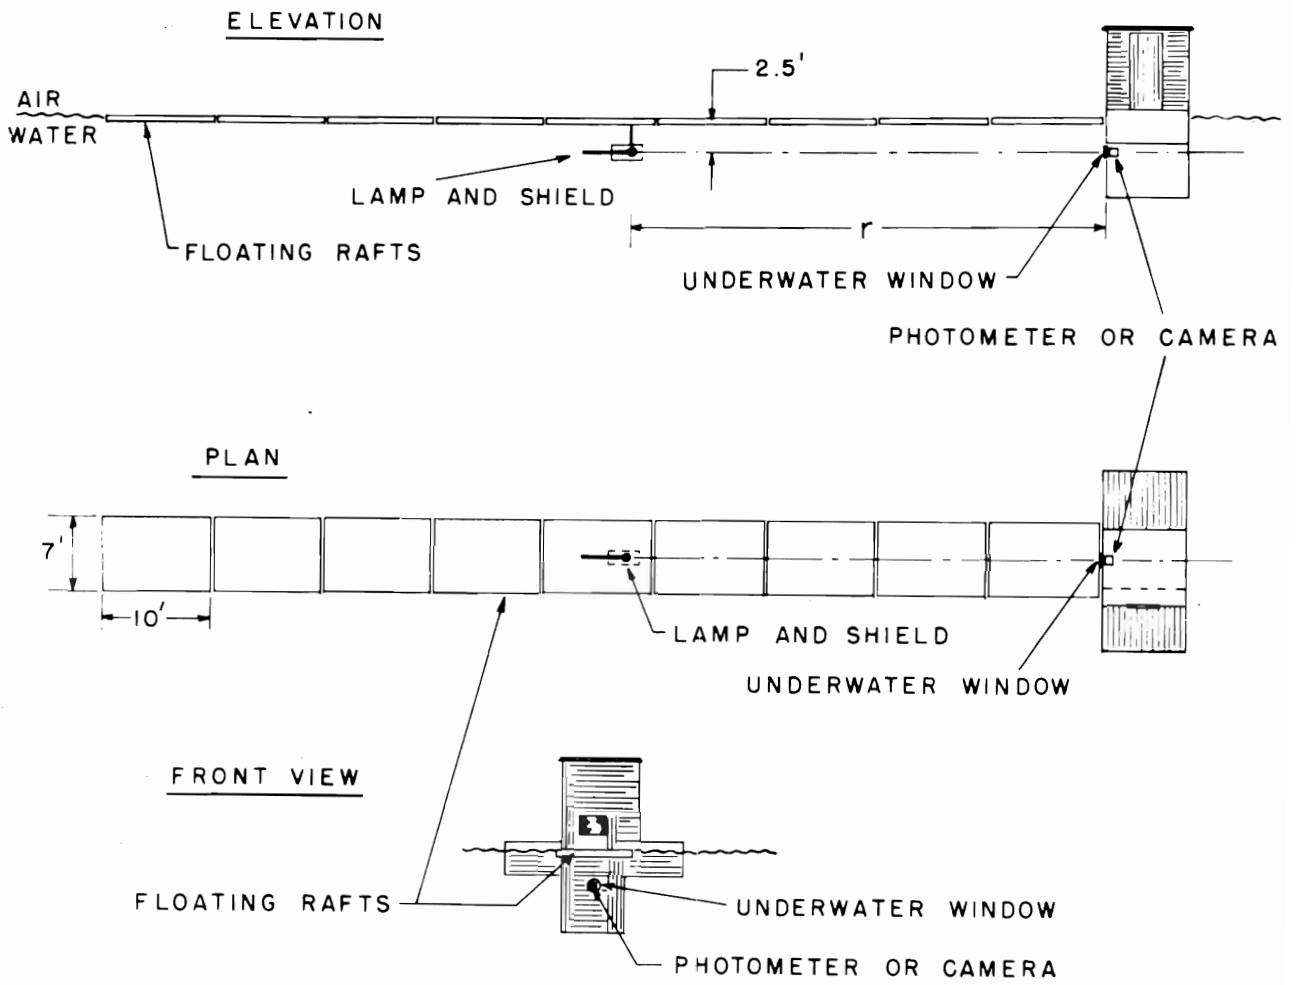 ELEVATION
2.5'
AIR
WATER
LAMP AND SHIELD
r
FLOATING RAFTS
UNDERWATER WINDOW
PHOTOMETER OR CAMERA
PLAN
7'
10'
LAMP AND SHIELD
UNDERWATER WINDOW
FRONT VIEW
FLOATING RAFTS
UNDERWATER WINDOW
PHOTOMETER OR CAMERA